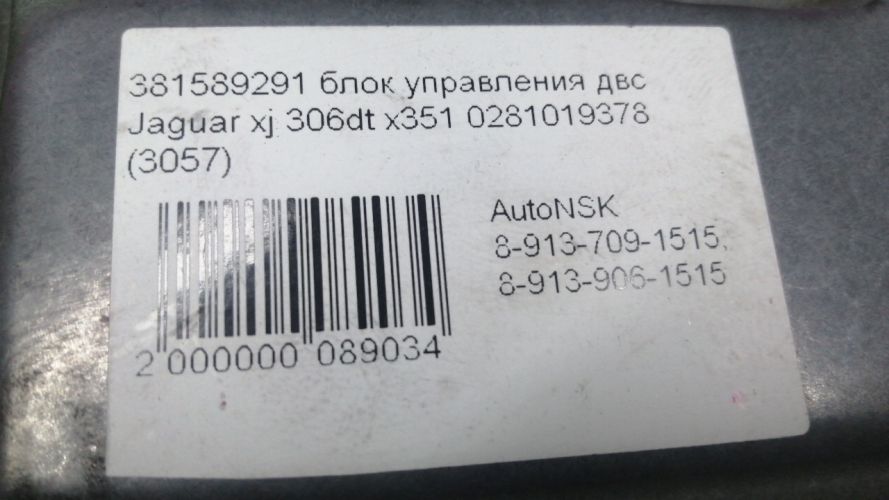 381589291 блок управления двс
Jaguar xj 306dt x351 0281019378
(3057)
AutoNSK
8-913-709-1515,
8-913-906-1515
2 000000 089034